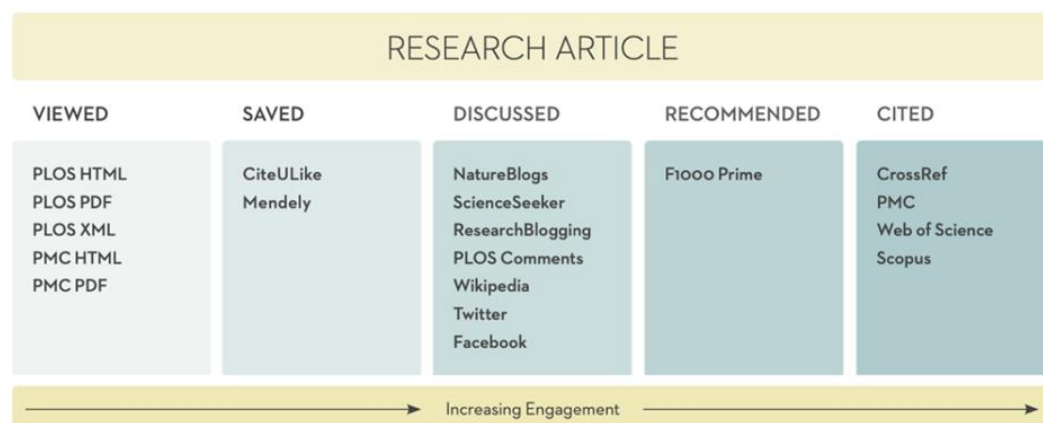 RESEARCH ARTICLE
VIEWED
PLOS HTML
PLOS PDF
PLOS XML
PMC HTML
PMC PDF
SAVED
CiteULike
Mendely
DISCUSSED
NatureBlogs
ScienceSeeker
ResearchBlogging
PLOS Comments
Wikipedia
Twitter
Facebook
RECOMMENDED
F1000 Prime
CITED
CrossRef
PMC
Web of Science
Scopus
Increasing Engagement